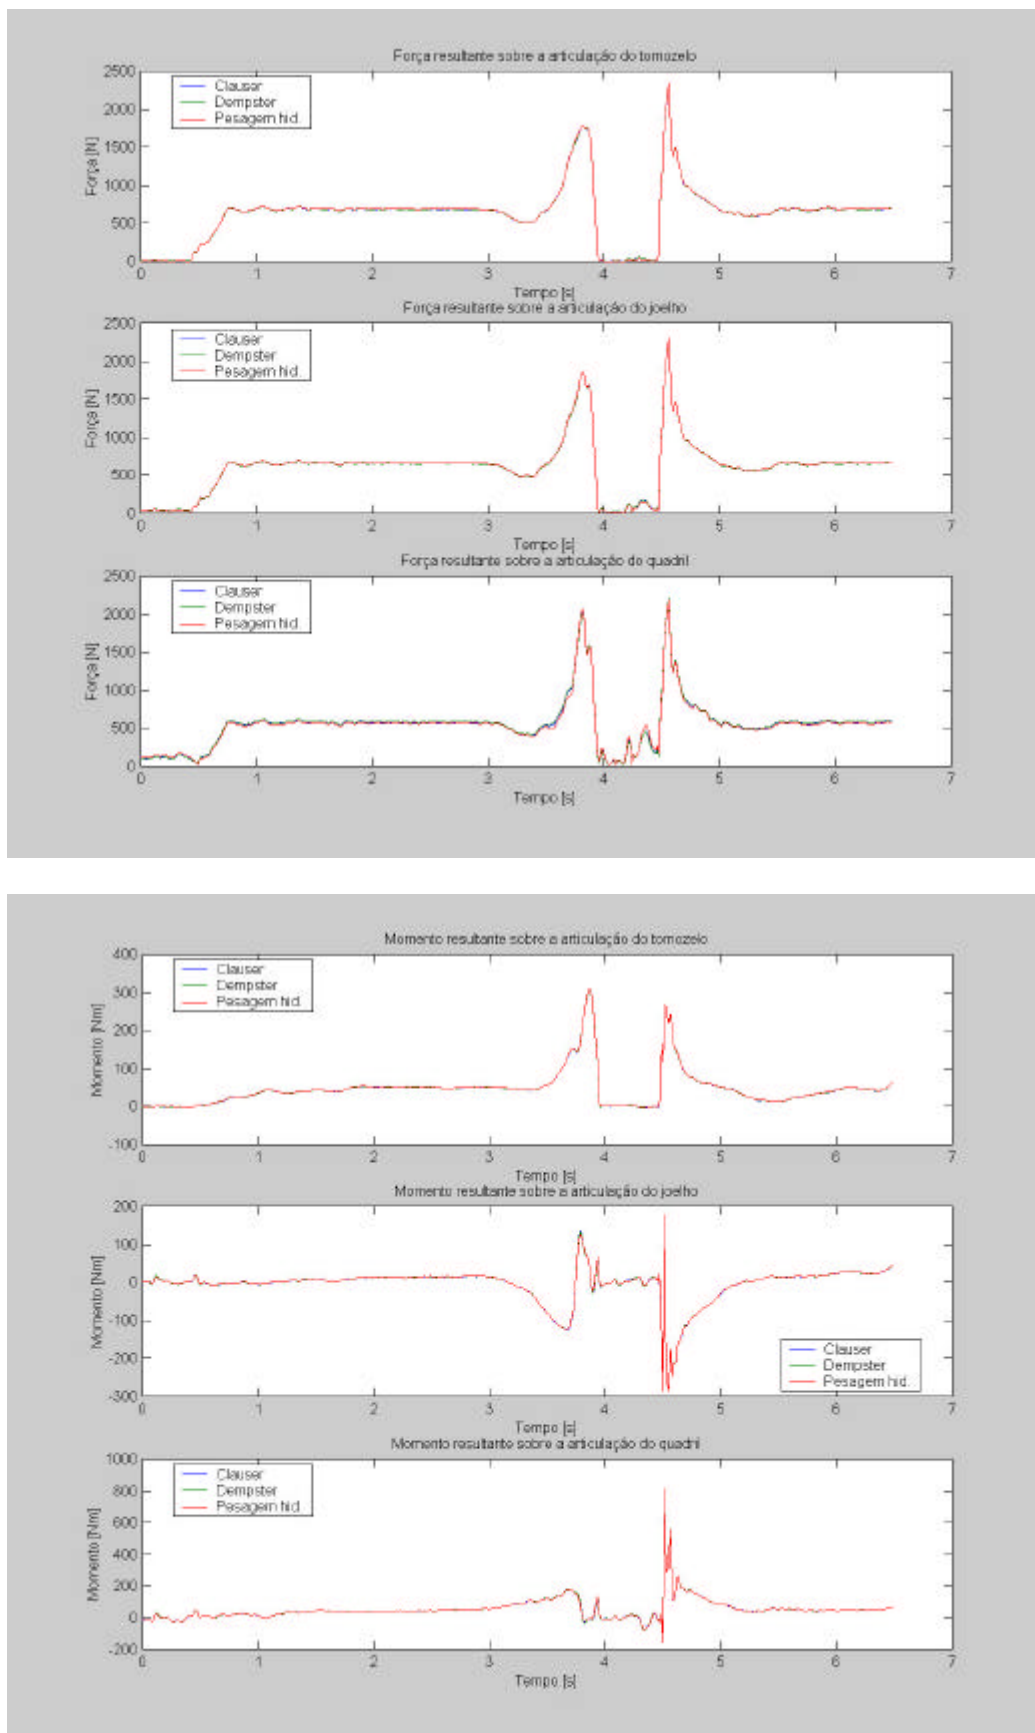 Força resultante sobre a articulação do tornozelo
2500
2000
1500
1000
500
0
Força [N]
Clauser
Dempster
Pesagem hid.
0 1 2 3 4 5 6 7
Tempo [s]
Força resultante sobre a articulação do joelho
2500
2000
1500
1000
500
0
Força [N]
Clauser
Dempster
Pesagem hid.
0 1 2 3 4 5 6 7
Tempo [s]
Força resultante sobre a articulação do quadril
2500
2000
1500
1000
500
0
Força [N]
Clauser
Dempster
Pesagem hid.
0 1 2 3 4 5 6 7
Tempo [s]
Momento resultante sobre a articulação do tornozelo
400
300
200
100
0
-100
Momento [Nm]
Clauser
Dempster
Pesagem hid.
0 1 2 3 4 5 6 7
Tempo [s]
Momento resultante sobre a articulação do joelho
200
100
0
-100
-200
-300
Momento [Nm]
Clauser
Dempster
Pesagem hid.
0 1 2 3 4 5 6 7
Tempo [s]
Momento resultante sobre a articulação do quadril
1000
800
600
400
200
0
-200
Momento [Nm]
Clauser
Dempster
Pesagem hid.
0 1 2 3 4 5 6 7
Tempo [s]